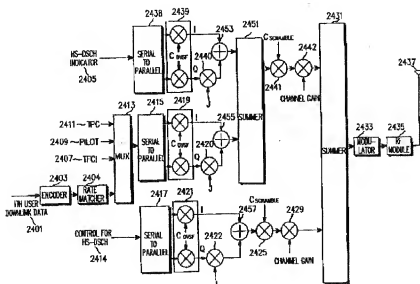 2438
2439
2453
2451
2431
SERIAL TO PARALLEL
I
C OVSF
Q
2440
j
HS-DSCH INDICATOR
2405
SUMMER
C SCRAMBLE
2442
2441
CHANNEL GAIN
2437
2411~TPC
2409~PILOT
2407~TFCI
2413
MUX
2415
SERIAL TO PARALLEL
2419
I
C OVSF
Q
2420
j
2455
2403
ENCODER
2404
RATE MATCHER
1TH USER DOWNLINK DATA
2401
SUMMER
2433
MODULATOR
2435
MODULE
2417
SERIAL TO PARALLEL
2421
I
C OVSF
Q
2422
2457
C SCRAMBLE
2425
2429
CHANNEL GAIN
CONTROL FOR HS-DSCH
2414